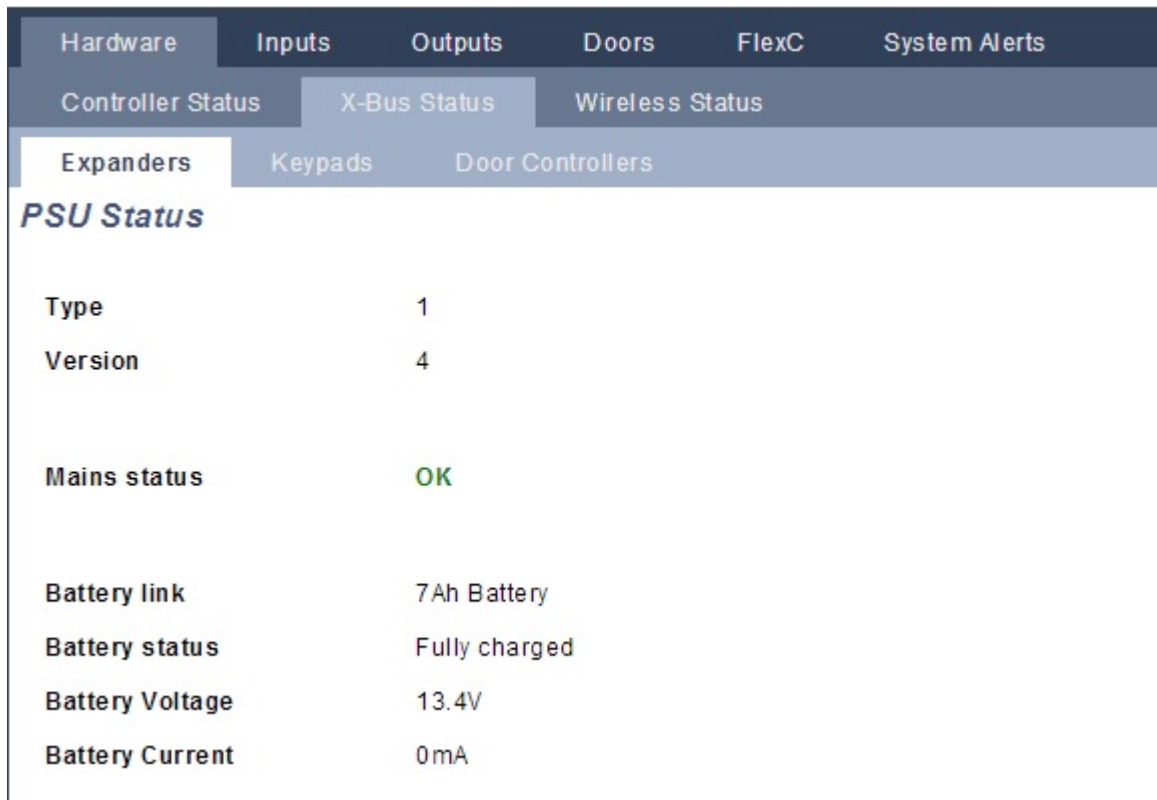 Hardware Inputs Outputs Doors FlexC System Alerts
Controller Status X-Bus Status Wireless Status
Expanders Keypads Door Controllers
PSU Status
Type 1
Version 4
Mains status OK
Battery link 7Ah Battery
Battery status Fully charged
Battery Voltage 13.4V
Battery Current 0mA